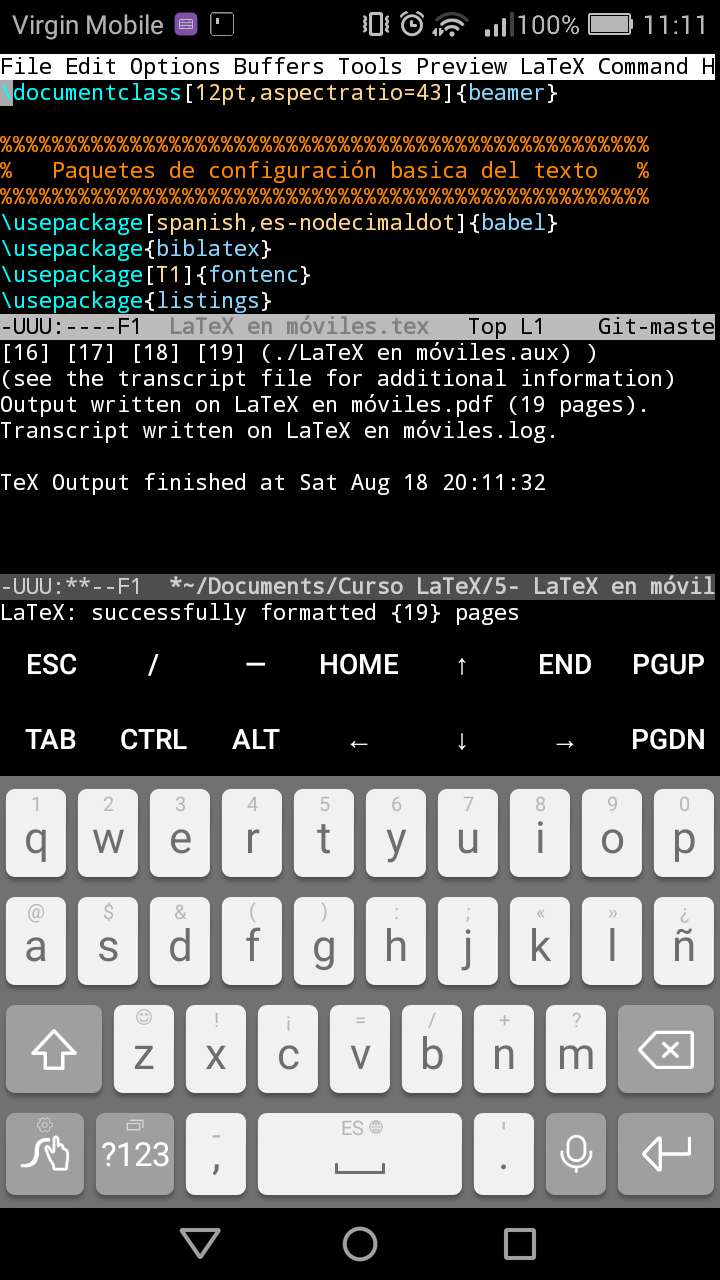 Virgin Mobile 100% 11:11
File Edit Options Buffers Tools Preview LaTeX Command H
\documentclass[12pt,aspectratio=43]{beamer}
%%%%%%%%%%%%%%%%%%%%%%%%%%%%%%%%%%%%%%%%%%%%%%%%%%
% Paquetes de configuración basica del texto %
%%%%%%%%%%%%%%%%%%%%%%%%%%%%%%%%%%%%%%%%%%%%%%%%%%
\usepackage[spanish,es-nodecimaldot]{babel}
\usepackage{biblatex}
\usepackage[T1]{fontenc}
\usepackage{listings}
-UUU:----F1 LaTeX en móviles.tex Top L1 Git-maste
[16] [17] [18] [19] (./LaTeX en móviles.aux) )
(see the transcript file for additional information)
Output written on LaTeX en móviles.pdf (19 pages).
Transcript written on LaTeX en móviles.log.
TeX Output finished at Sat Aug 18 20:11:32
-UUU:**--F1 *~/Documents/Curso LaTeX/5- LaTeX en móvil
LaTeX: successfully formatted {19} pages
ESC / — HOME ↑ END PGUP
TAB CTRL ALT ← ↓ → PGDN
1 2 3 4 5 6 7 8 9 0
q w e r t y u i o p
@ $ & ( ) : ; « » ¿
a s d f g h j k l ñ
! ¡ = / + ?
z x c v b n m
- ES '
?123 , .